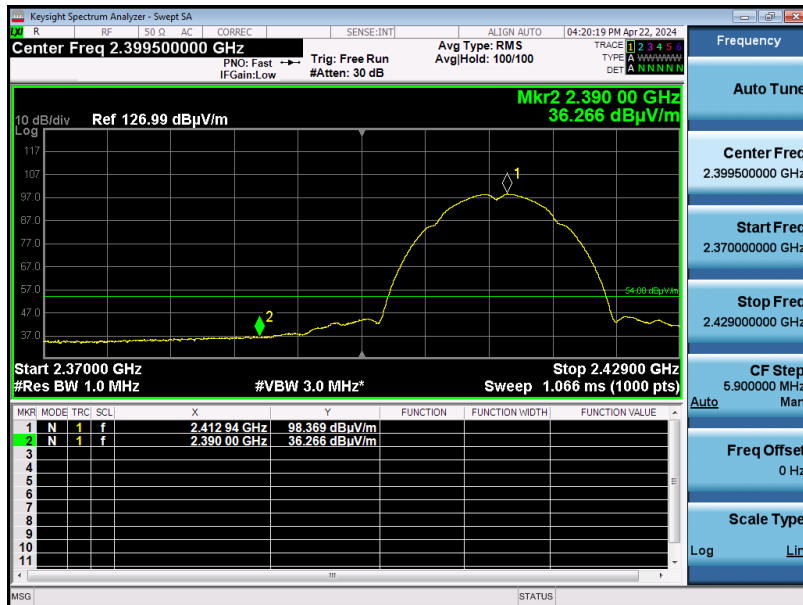 Keysight Spectrum Analyzer - Swept SA
LXI R RF 50 Ω AC CORREC SENSE:INT ALIGN AUTO 04:20:19 PM Apr 22, 2024
Center Freq 2.399500000 GHz
PNO: Fast
IFGain:Low
Trig: Free Run
#Atten: 30 dB
Avg Type: RMS
Avg|Hold: 100/100
TRACE 1 2 3 4 5 6
TYPE A WWWWW
DET A N N N N N
Mkr2 2.390 00 GHz
36.266 dBµV/m
10 dB/div Ref 126.99 dBµV/m
Log
117
107
97.0
87.0
77.0
67.0
57.0
47.0
37.0
1
2
54.00 dBµV/m
Start 2.37000 GHz Stop 2.42900 GHz
#Res BW 1.0 MHz #VBW 3.0 MHz* Sweep 1.066 ms (1000 pts)
MKR MODE TRC SCL X Y FUNCTION FUNCTION WIDTH FUNCTION VALUE
1 N 1 f 2.412 94 GHz 98.369 dBµV/m
2 N 1 f 2.390 00 GHz 36.266 dBµV/m
3
4
5
6
7
8
9
10
11
MSG STATUS
Frequency
Auto Tune
Center Freq
2.399500000 GHz
Start Freq
2.370000000 GHz
Stop Freq
2.429000000 GHz
CF Step
5.900000 MHz
Auto Man
Freq Offset
0 Hz
Scale Type
Log Lin